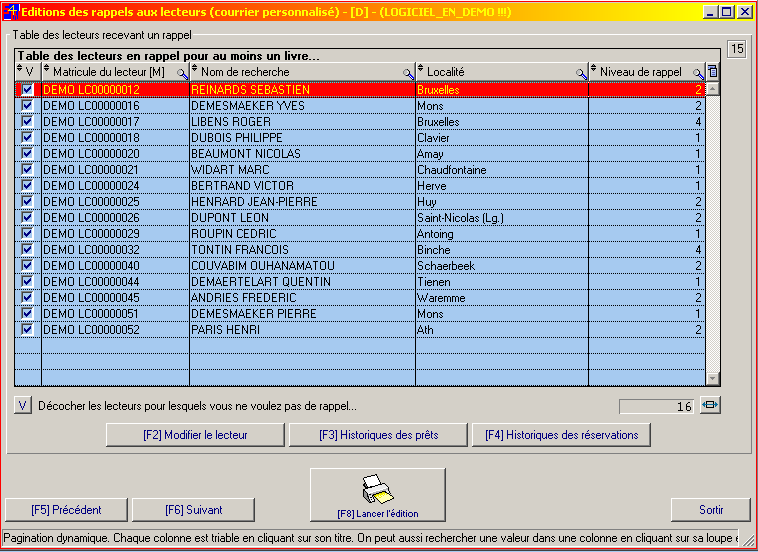 Editions des rappels aux lecteurs (courrier personnalisé) - [D] - (LOGICIEL_EN_DEMO !!!)
Table des lecteurs recevant un rappel
15
Table des lecteurs en rappel pour au moins un livre...
V Matricule du lecteur [M] Nom de recherche Localité Niveau de rappel
DEMO LC00000012 REINARDS SEBASTIEN Bruxelles 2
DEMO LC00000016 DEMESMAEKER YVES Mons 2
DEMO LC00000017 LIBENS ROGER Bruxelles 4
DEMO LC00000018 DUBOIS PHILIPPE Clavier 1
DEMO LC00000020 BEAUMONT NICOLAS Amay 1
DEMO LC00000021 WIDART MARC Chaudfontaine 1
DEMO LC00000024 BERTRAND VICTOR Herve 1
DEMO LC00000025 HENRARD JEAN-PIERRE Huy 2
DEMO LC00000026 DUPONT LEON Saint-Nicolas (Lg.) 2
DEMO LC00000029 ROUPIN CEDRIC Antoing 1
DEMO LC00000032 TONTIN FRANCOIS Binche 4
DEMO LC00000040 COUVABIM OUHANAMATOU Schaerbeek 2
DEMO LC00000044 DEMAERTELART QUENTIN Tienen 1
DEMO LC00000045 ANDRIES FREDERIC Waremme 2
DEMO LC00000051 DEMESMAEKER PIERRE Mons 1
DEMO LC00000052 PARIS HENRI Ath 2
V Décocher les lecteurs pour lesquels vous ne voulez pas de rappel... 16
[F2] Modifier le lecteur [F3] Historiques des prêts [F4] Historiques des réservations
[F5] Précédent [F6] Suivant [F8] Lancer l'édition Sortir
Pagination dynamique. Chaque colonne est triable en cliquant sur son titre. On peut aussi rechercher une valeur dans une colonne en cliquant sur sa loupe e